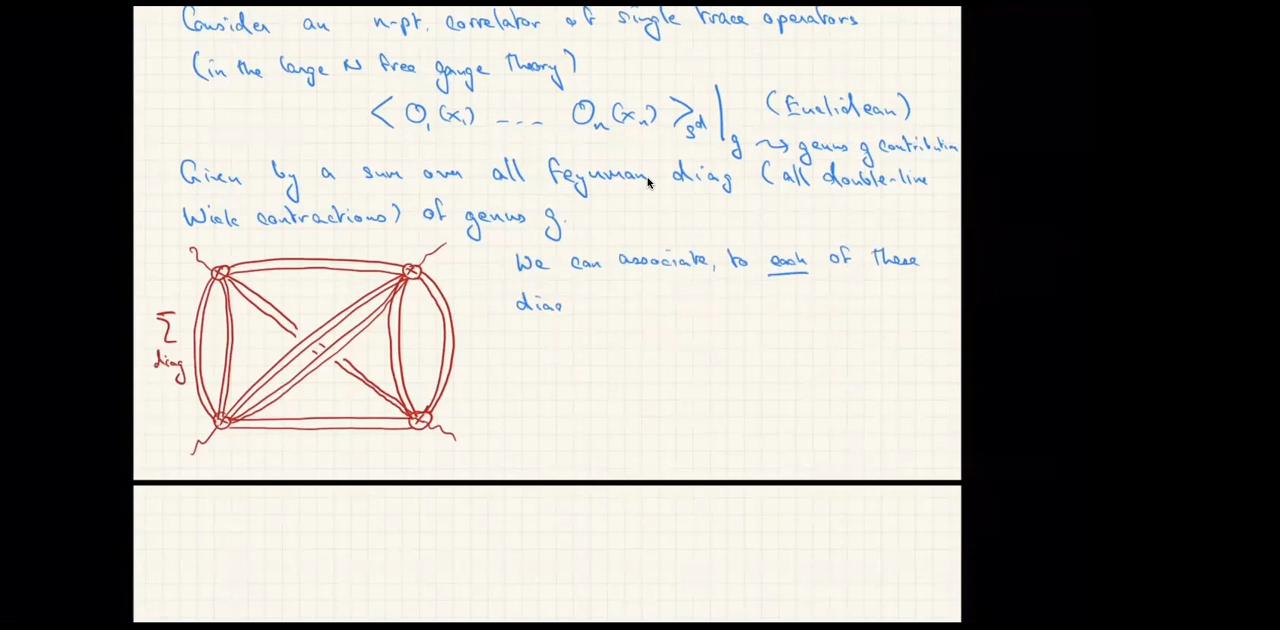 Consider an n-pt. correlator of single trace operators
(in the large N free gauge theory)
< O₁(x₁) --- Oₙ(xₙ) >_{S^d} |_g (Euclidean)
⇝ genus g contribution
Given by a sum over all Feynman diag (all double-line
Wick contractions) of genus g.
We can associate, to each of these
diag
Σ
diag